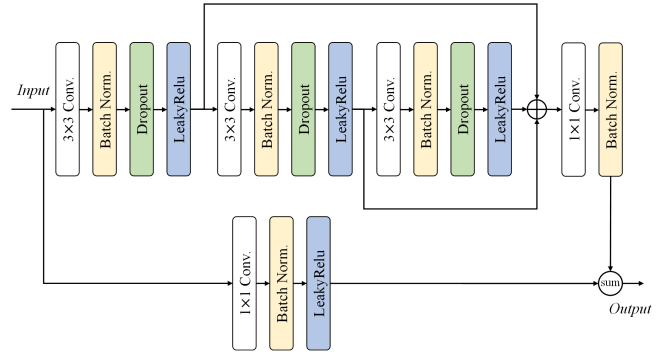 Input
3×3 Conv.
Batch Norm.
Dropout
LeakyRelu
3×3 Conv.
Batch Norm.
Dropout
LeakyRelu
3×3 Conv.
Batch Norm.
Dropout
LeakyRelu
1×1 Conv.
Batch Norm.
1×1 Conv.
Batch Norm.
LeakyRelu
sum
Output